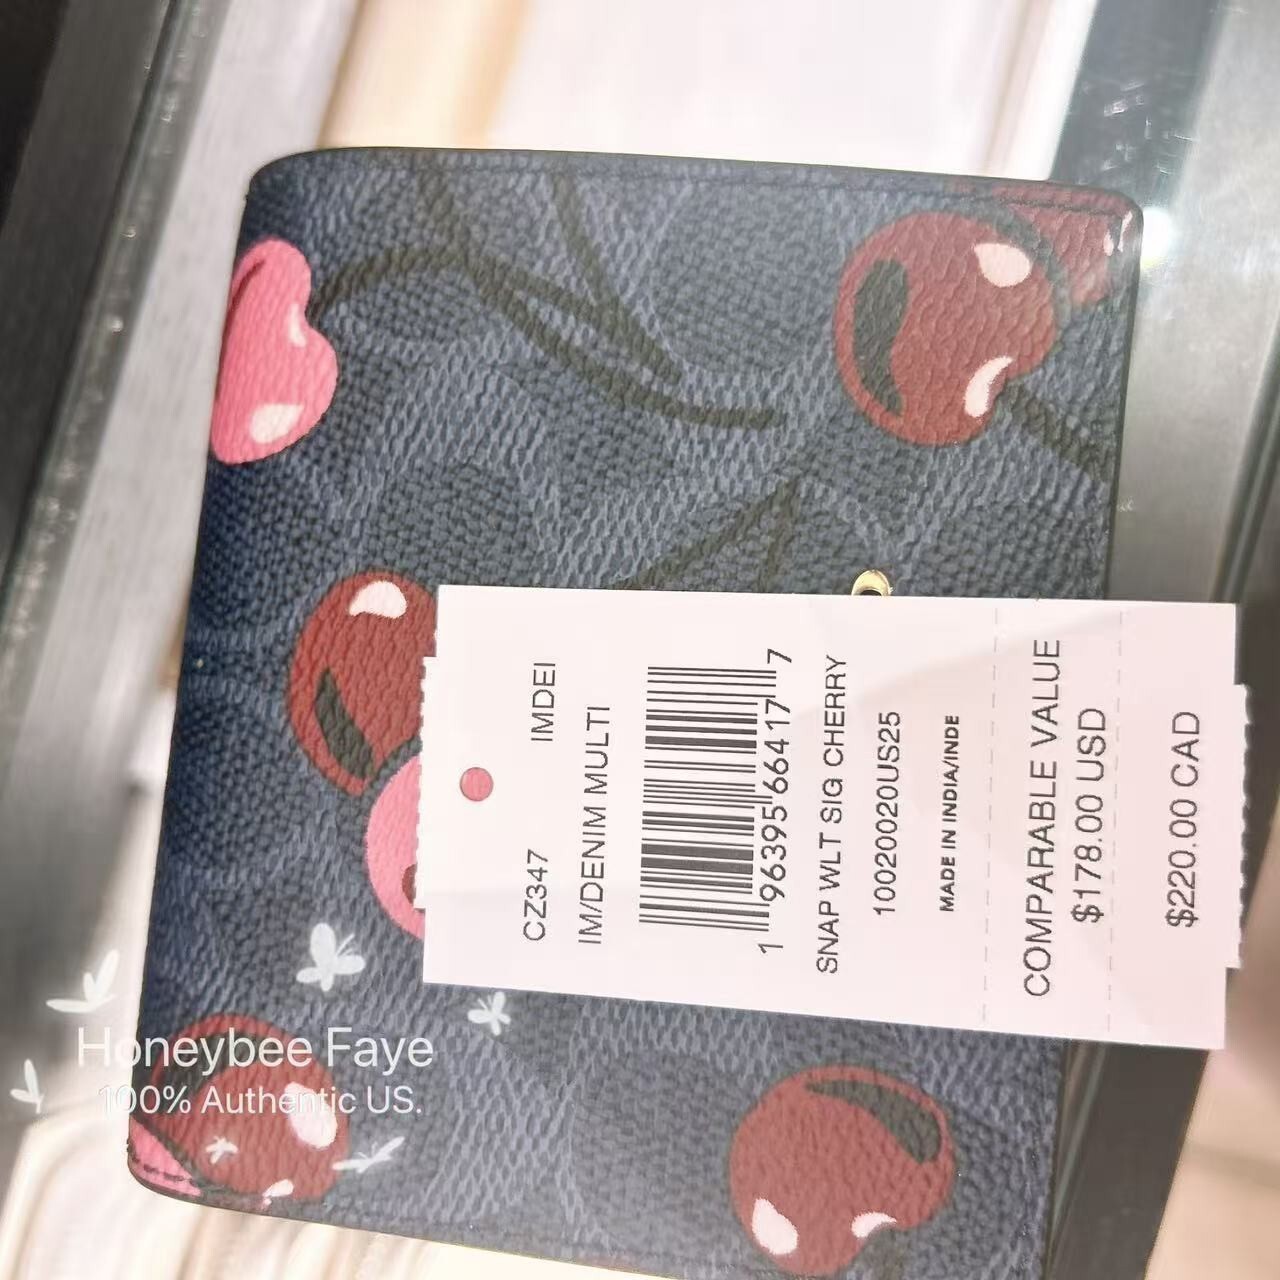 CZ347 IMDEI
IM/DENIM MULTI
1 96395 66417 7
SNAP WLT SIG CHERRY
10020020US25
MADE IN INDIA/INDE
COMPARABLE VALUE
$178.00 USD
$220.00 CAD
Honeybee Faye
100% Authentic US.